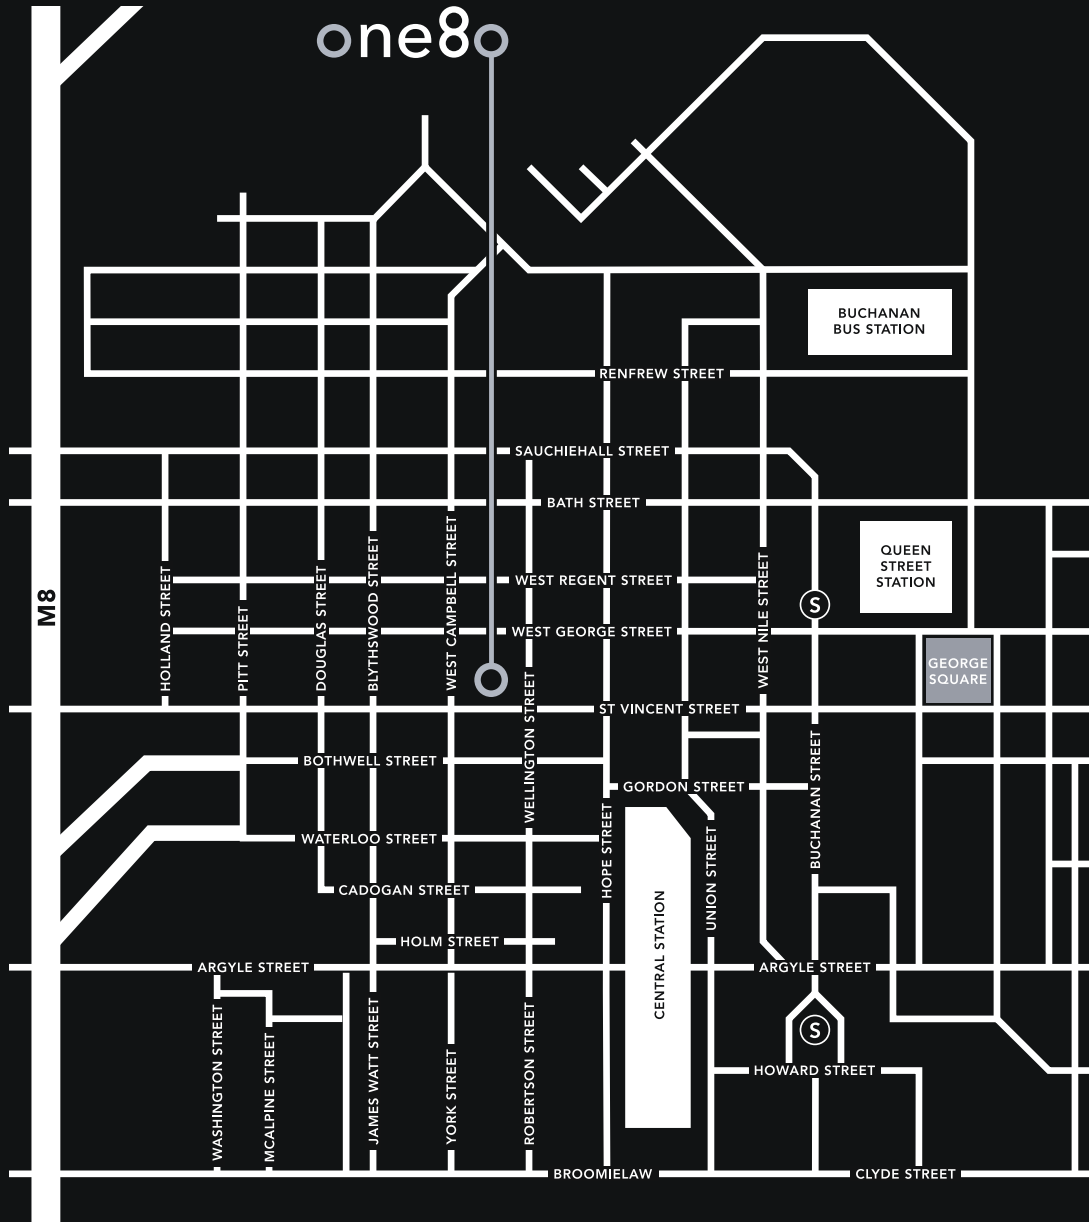 one80
BUCHANAN
BUS STATION
RENFREW STREET
SAUCHIEHALL STREET
BATH STREET
QUEEN
STREET
STATION
WEST REGENT STREET
WEST GEORGE STREET
M8
HOLLAND STREET
PITT STREET
DOUGLAS STREET
BLYTHSWOOD STREET
WEST CAMPBELL STREET
WELLINGTON STREET
WEST NILE STREET
S
GEORGE
SQUARE
ST VINCENT STREET
BOTHWELL STREET
GORDON STREET
BUCHANAN STREET
WATERLOO STREET
HOPE STREET
UNION STREET
CADOGAN STREET
CENTRAL STATION
HOLM STREET
ARGYLE STREET
ARGYLE STREET
WASHINGTON STREET
MCALPINE STREET
JAMES WATT STREET
YORK STREET
ROBERTSON STREET
S
HOWARD STREET
BROOMIELAW
CLYDE STREET